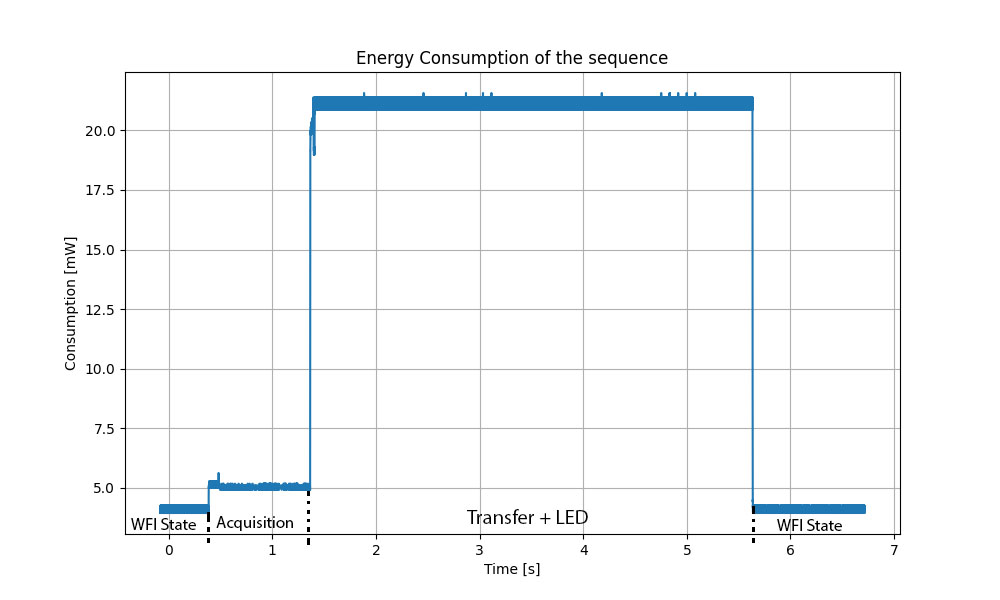 Energy Consumption of the sequence
Consumption [mW]
20.0
17.5
15.0
12.5
10.0
7.5
5.0
WFI State
Acquisition
Transfer + LED
WFI State
0 1 2 3 4 5 6 7
Time [s]